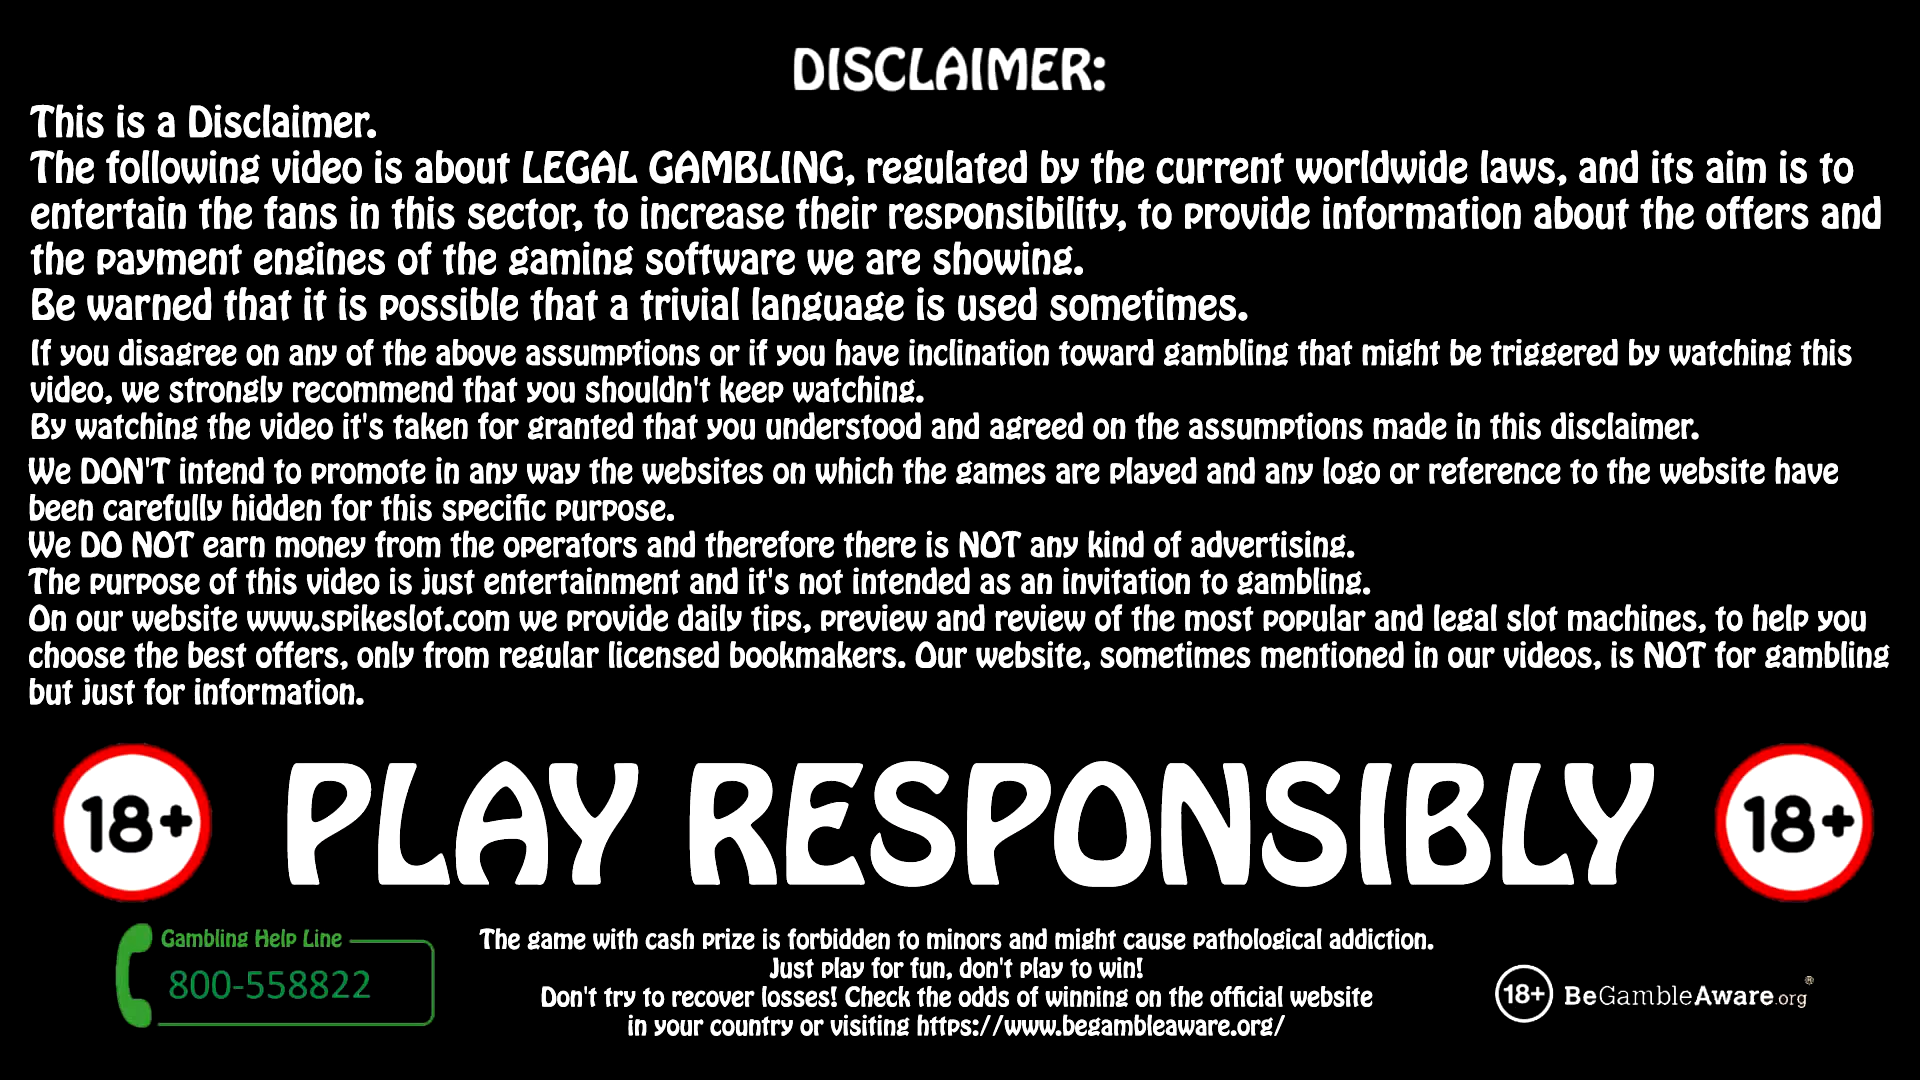 DISCLAIMER:
This is a Disclaimer.
The following video is about LEGAL GAMBLING, regulated by the current worldwide laws, and its aim is to
entertain the fans in this sector, to increase their responsibility, to provide information about the offers and
the payment engines of the gaming software we are showing.
Be warned that it is possible that a trivial language is used sometimes.
If you disagree on any of the above assumptions or if you have inclination toward gambling that might be triggered by watching this
video, we strongly recommend that you shouldn't keep watching.
By watching the video it's taken for granted that you understood and agreed on the assumptions made in this disclaimer.
We DON'T intend to promote in any way the websites on which the games are played and any logo or reference to the website have
been carefully hidden for this specific purpose.
We DO NOT earn money from the operators and therefore there is NOT any kind of advertising.
The purpose of this video is just entertainment and it's not intended as an invitation to gambling.
On our website www.spikeslot.com we provide daily tips, preview and review of the most popular and legal slot machines, to help you
choose the best offers, only from regular licensed bookmakers. Our website, sometimes mentioned in our videos, is NOT for gambling
but just for information.
18+ PLAY RESPONSIBLY 18+
Gambling Help Line
800-558822
The game with cash prize is forbidden to minors and might cause pathological addiction.
Just play for fun, don't play to win!
Don't try to recover losses! Check the odds of winning on the official website
in your country or visiting https://www.begambleaware.org/
18+ BeGambleAware.org®